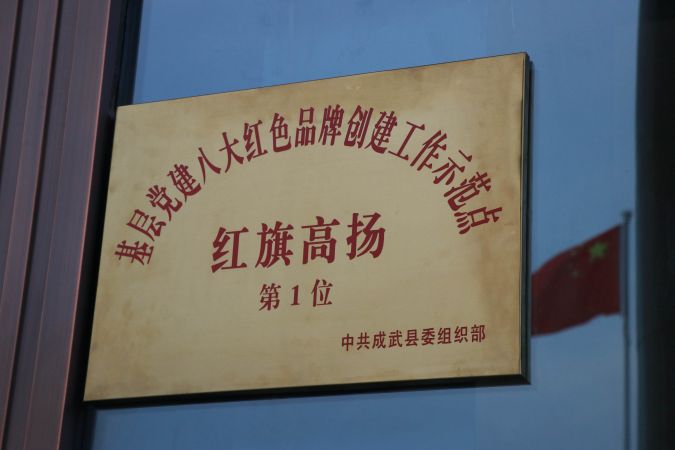 基层党建八大红色品牌创建工作示范点
红旗高扬
第1位
中共成武县委组织部